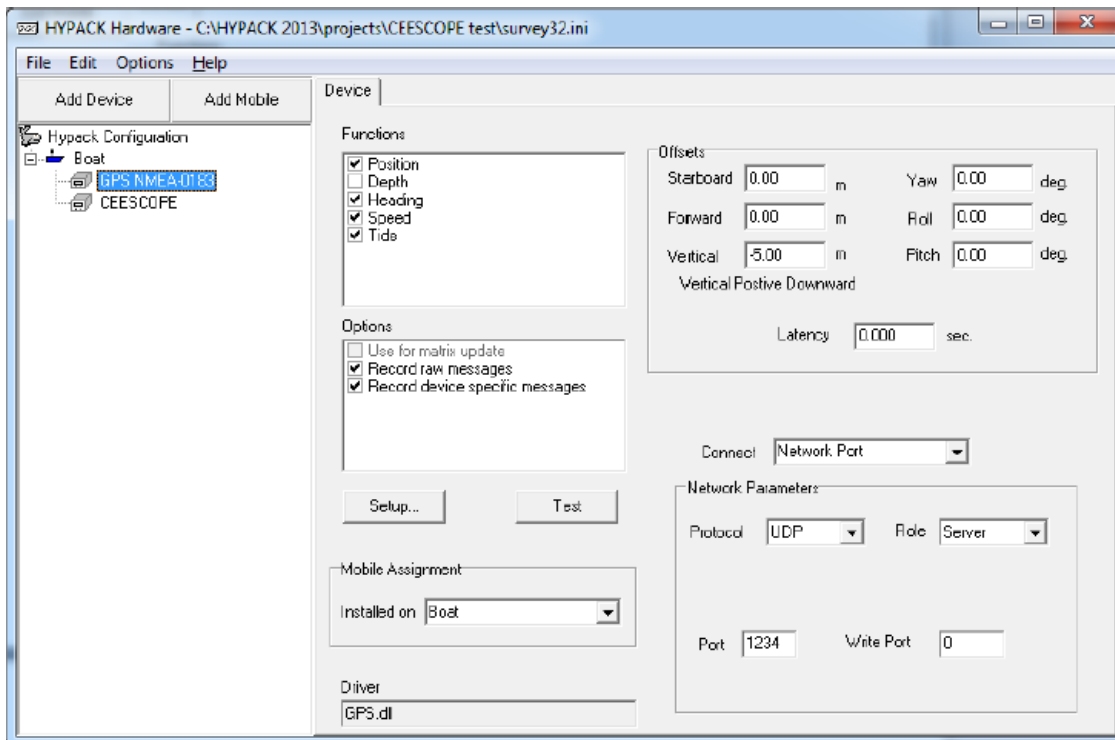 HYPACK Hardware - C:\HYPACK 2013\projects\CEESCOPE test\survey32.ini
File Edit Options Help
Add Device Add Mobile
Device
Hypack Configuration
Boat
GPS NMEA-0183
CEESCOPE
Functions
Position
Depth
Heading
Speed
Tide
Options
Use for matrix update
Record raw messages
Record device specific messages
Setup... Test
Mobile Assignment
Installed on Boat
Driver
GPS.dll
Offsets
Starboard 0.00 m Yaw 0.00 deg.
Forward 0.00 m Roll 0.00 deg.
Vertical -5.00 m Pitch 0.00 deg.
Vertical Postive Downward
Latency 0.000 sec.
Connect Network Port
Network Parameters
Protocol UDP Role Server
Port 1234 Write Port 0